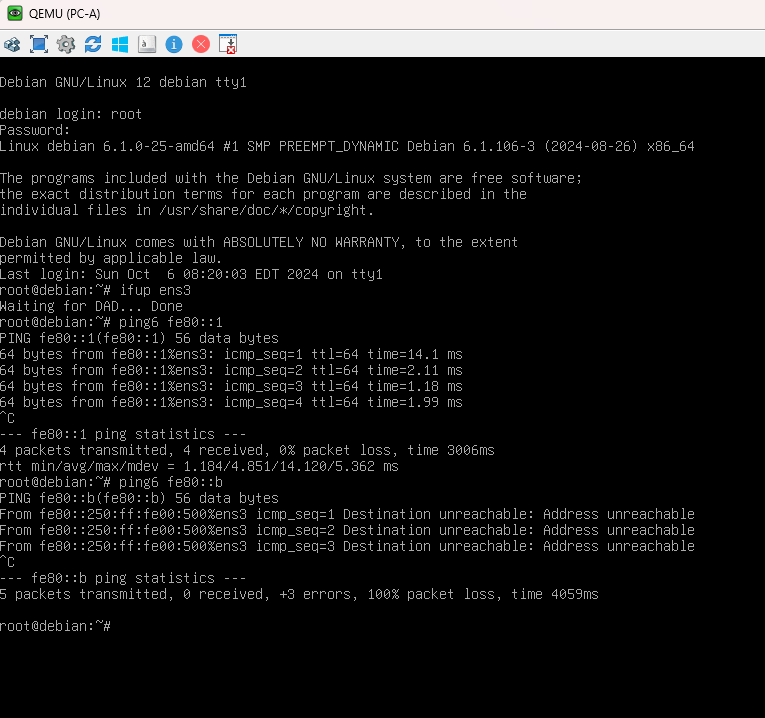 QEMU (PC-A)
Debian GNU/Linux 12 debian tty1
debian login: root
Password:
Linux debian 6.1.0-25-amd64 #1 SMP PREEMPT_DYNAMIC Debian 6.1.106-3 (2024-08-26) x86_64
The programs included with the Debian GNU/Linux system are free software;
the exact distribution terms for each program are described in the
individual files in /usr/share/doc/*/copyright.
Debian GNU/Linux comes with ABSOLUTELY NO WARRANTY, to the extent
permitted by applicable law.
Last login: Sun Oct  6 08:20:03 EDT 2024 on tty1
root@debian:~# ifup ens3
Waiting for DAD... Done
root@debian:~# ping6 fe80::1
PING fe80::1(fe80::1) 56 data bytes
64 bytes from fe80::1%ens3: icmp_seq=1 ttl=64 time=14.1 ms
64 bytes from fe80::1%ens3: icmp_seq=2 ttl=64 time=2.11 ms
64 bytes from fe80::1%ens3: icmp_seq=3 ttl=64 time=1.18 ms
64 bytes from fe80::1%ens3: icmp_seq=4 ttl=64 time=1.99 ms
^C
--- fe80::1 ping statistics ---
4 packets transmitted, 4 received, 0% packet loss, time 3006ms
rtt min/avg/max/mdev = 1.184/4.851/14.120/5.362 ms
root@debian:~# ping6 fe80::b
PING fe80::b(fe80::b) 56 data bytes
From fe80::250:ff:fe00:500%ens3 icmp_seq=1 Destination unreachable: Address unreachable
From fe80::250:ff:fe00:500%ens3 icmp_seq=2 Destination unreachable: Address unreachable
From fe80::250:ff:fe00:500%ens3 icmp_seq=3 Destination unreachable: Address unreachable
^C
--- fe80::b ping statistics ---
5 packets transmitted, 0 received, +3 errors, 100% packet loss, time 4059ms
root@debian:~#